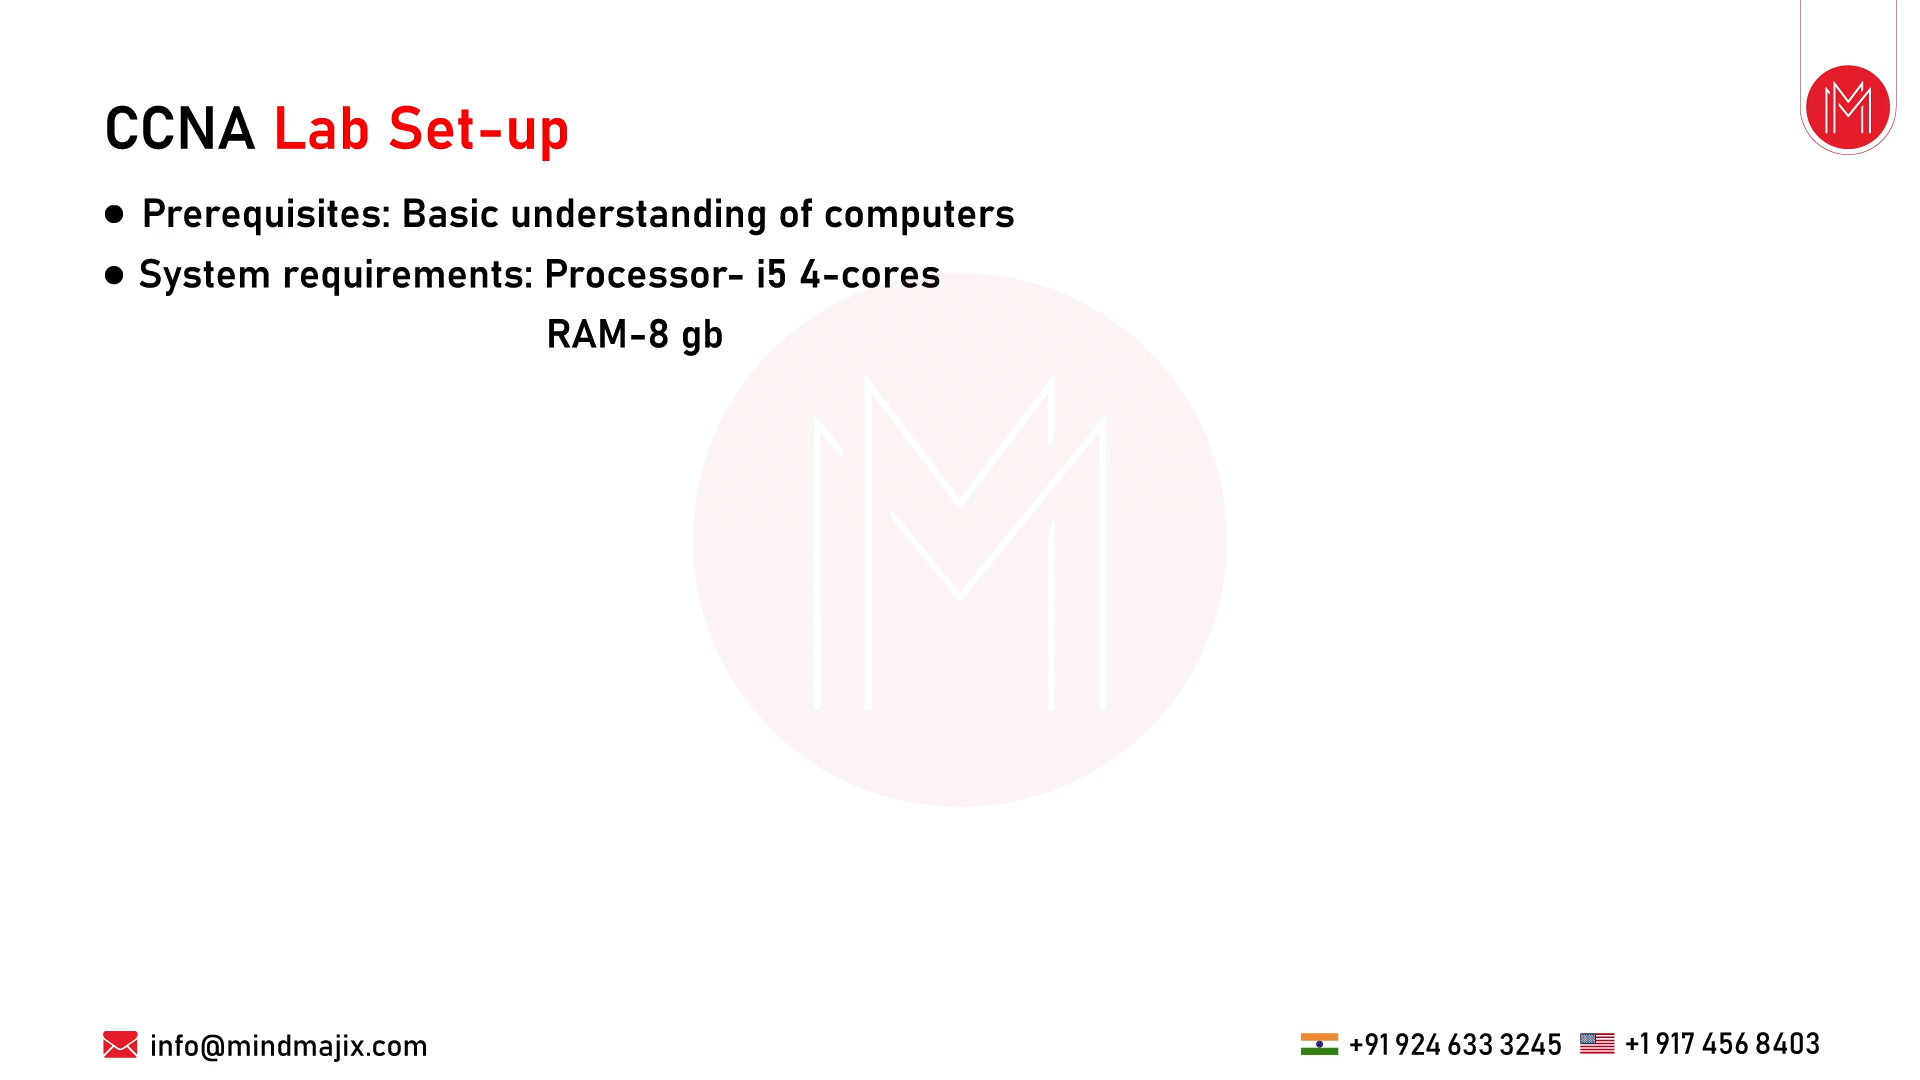 CCNA Lab Set-up
● Prerequisites: Basic understanding of computers
● System requirements: Processor- i5 4-cores
RAM-8 gb
info@mindmajix.com
+91 924 633 3245 +1 917 456 8403